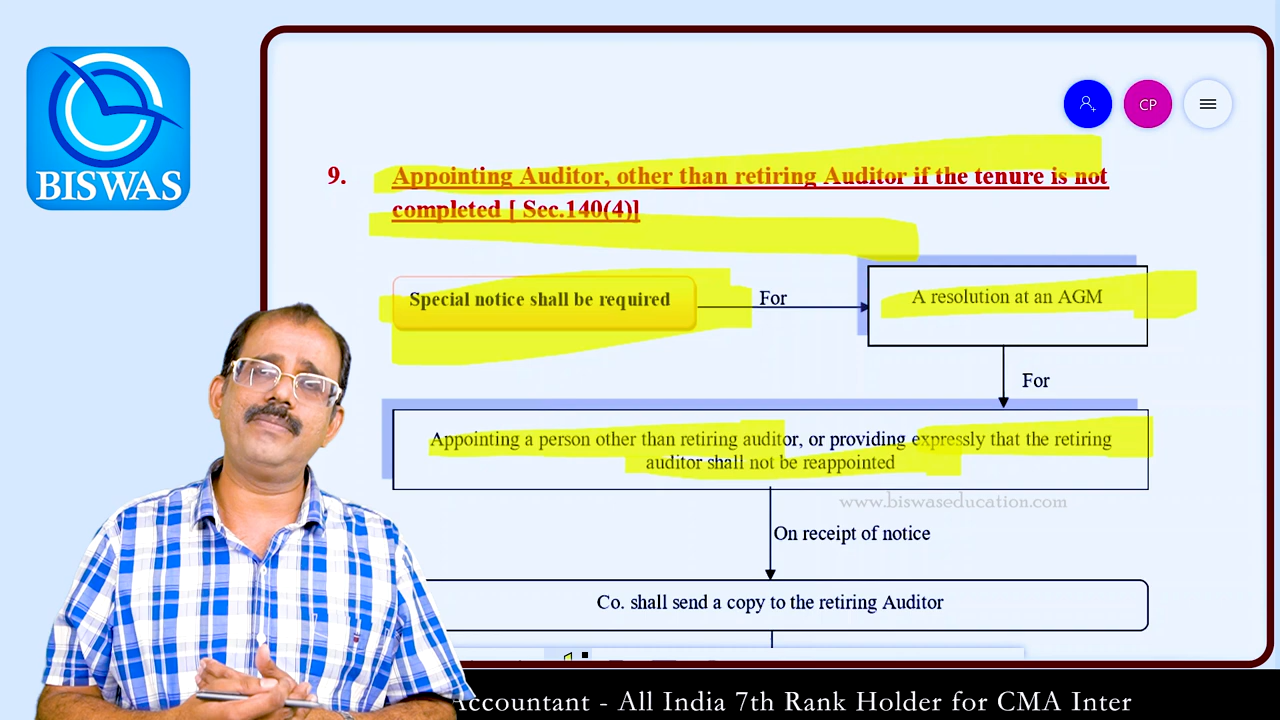 BISWAS
CP
9. Appointing Auditor, other than retiring Auditor if the tenure is not
completed [ Sec.140(4)]
Special notice shall be required
For
A resolution at an AGM
For
Appointing a person other than retiring auditor, or providing expressly that the retiring
auditor shall not be reappointed
www.biswaseducation.com
On receipt of notice
Co. shall send a copy to the retiring Auditor
Accountant - All India 7th Rank Holder for CMA Inter